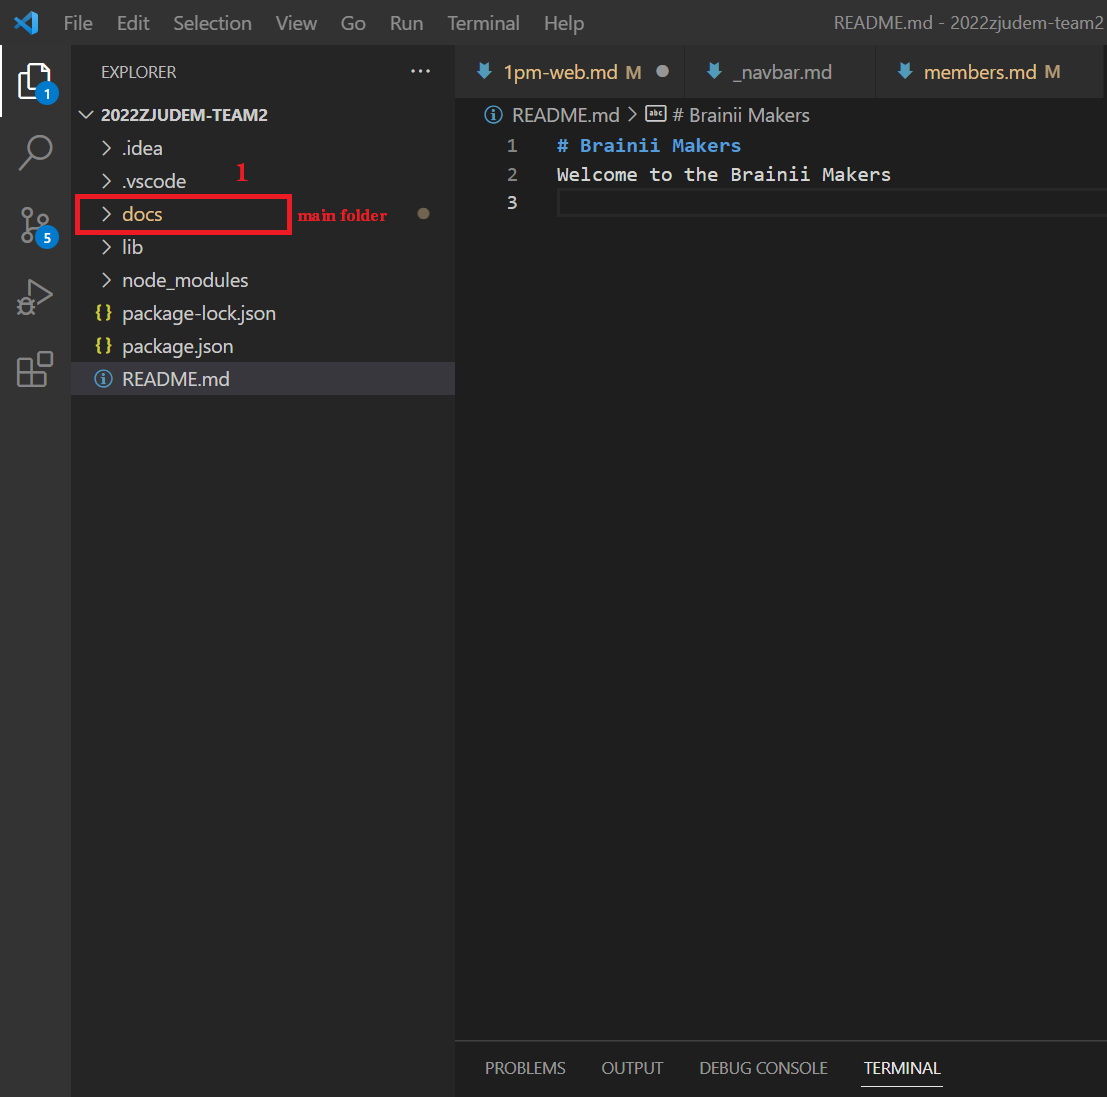 File Edit Selection View Go Run Terminal Help README.md - 2022zjudem-team2
EXPLORER ···
1pm-web.md M ● _navbar.md members.md M
1
2022ZJUDEM-TEAM2
README.md > abc # Brainii Makers
.idea
1 # Brainii Makers
.vscode
1
2 Welcome to the Brainii Makers
docs
main folder
3
5
lib
node_modules
{} package-lock.json
{} package.json
README.md
PROBLEMS OUTPUT DEBUG CONSOLE TERMINAL